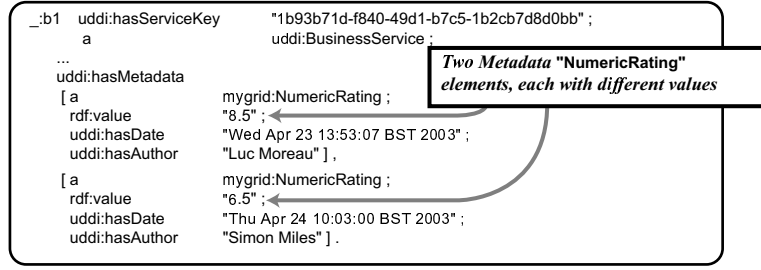 _:b1 uddi:hasServiceKey "1b93b71d-f840-49d1-b7c5-1b2cb7d8d0bb" ;
a uddi:BusinessService ;
...
uddi:hasMetadata
[ a mygrid:NumericRating ;
rdf:value "8.5" ;
uddi:hasDate "Wed Apr 23 13:53:07 BST 2003" ;
uddi:hasAuthor "Luc Moreau" ] ,
[ a mygrid:NumericRating ;
rdf:value "6.5" ;
uddi:hasDate "Thu Apr 24 10:03:00 BST 2003" ;
uddi:hasAuthor "Simon Miles" ] .
Two Metadata "NumericRating"
elements, each with different values